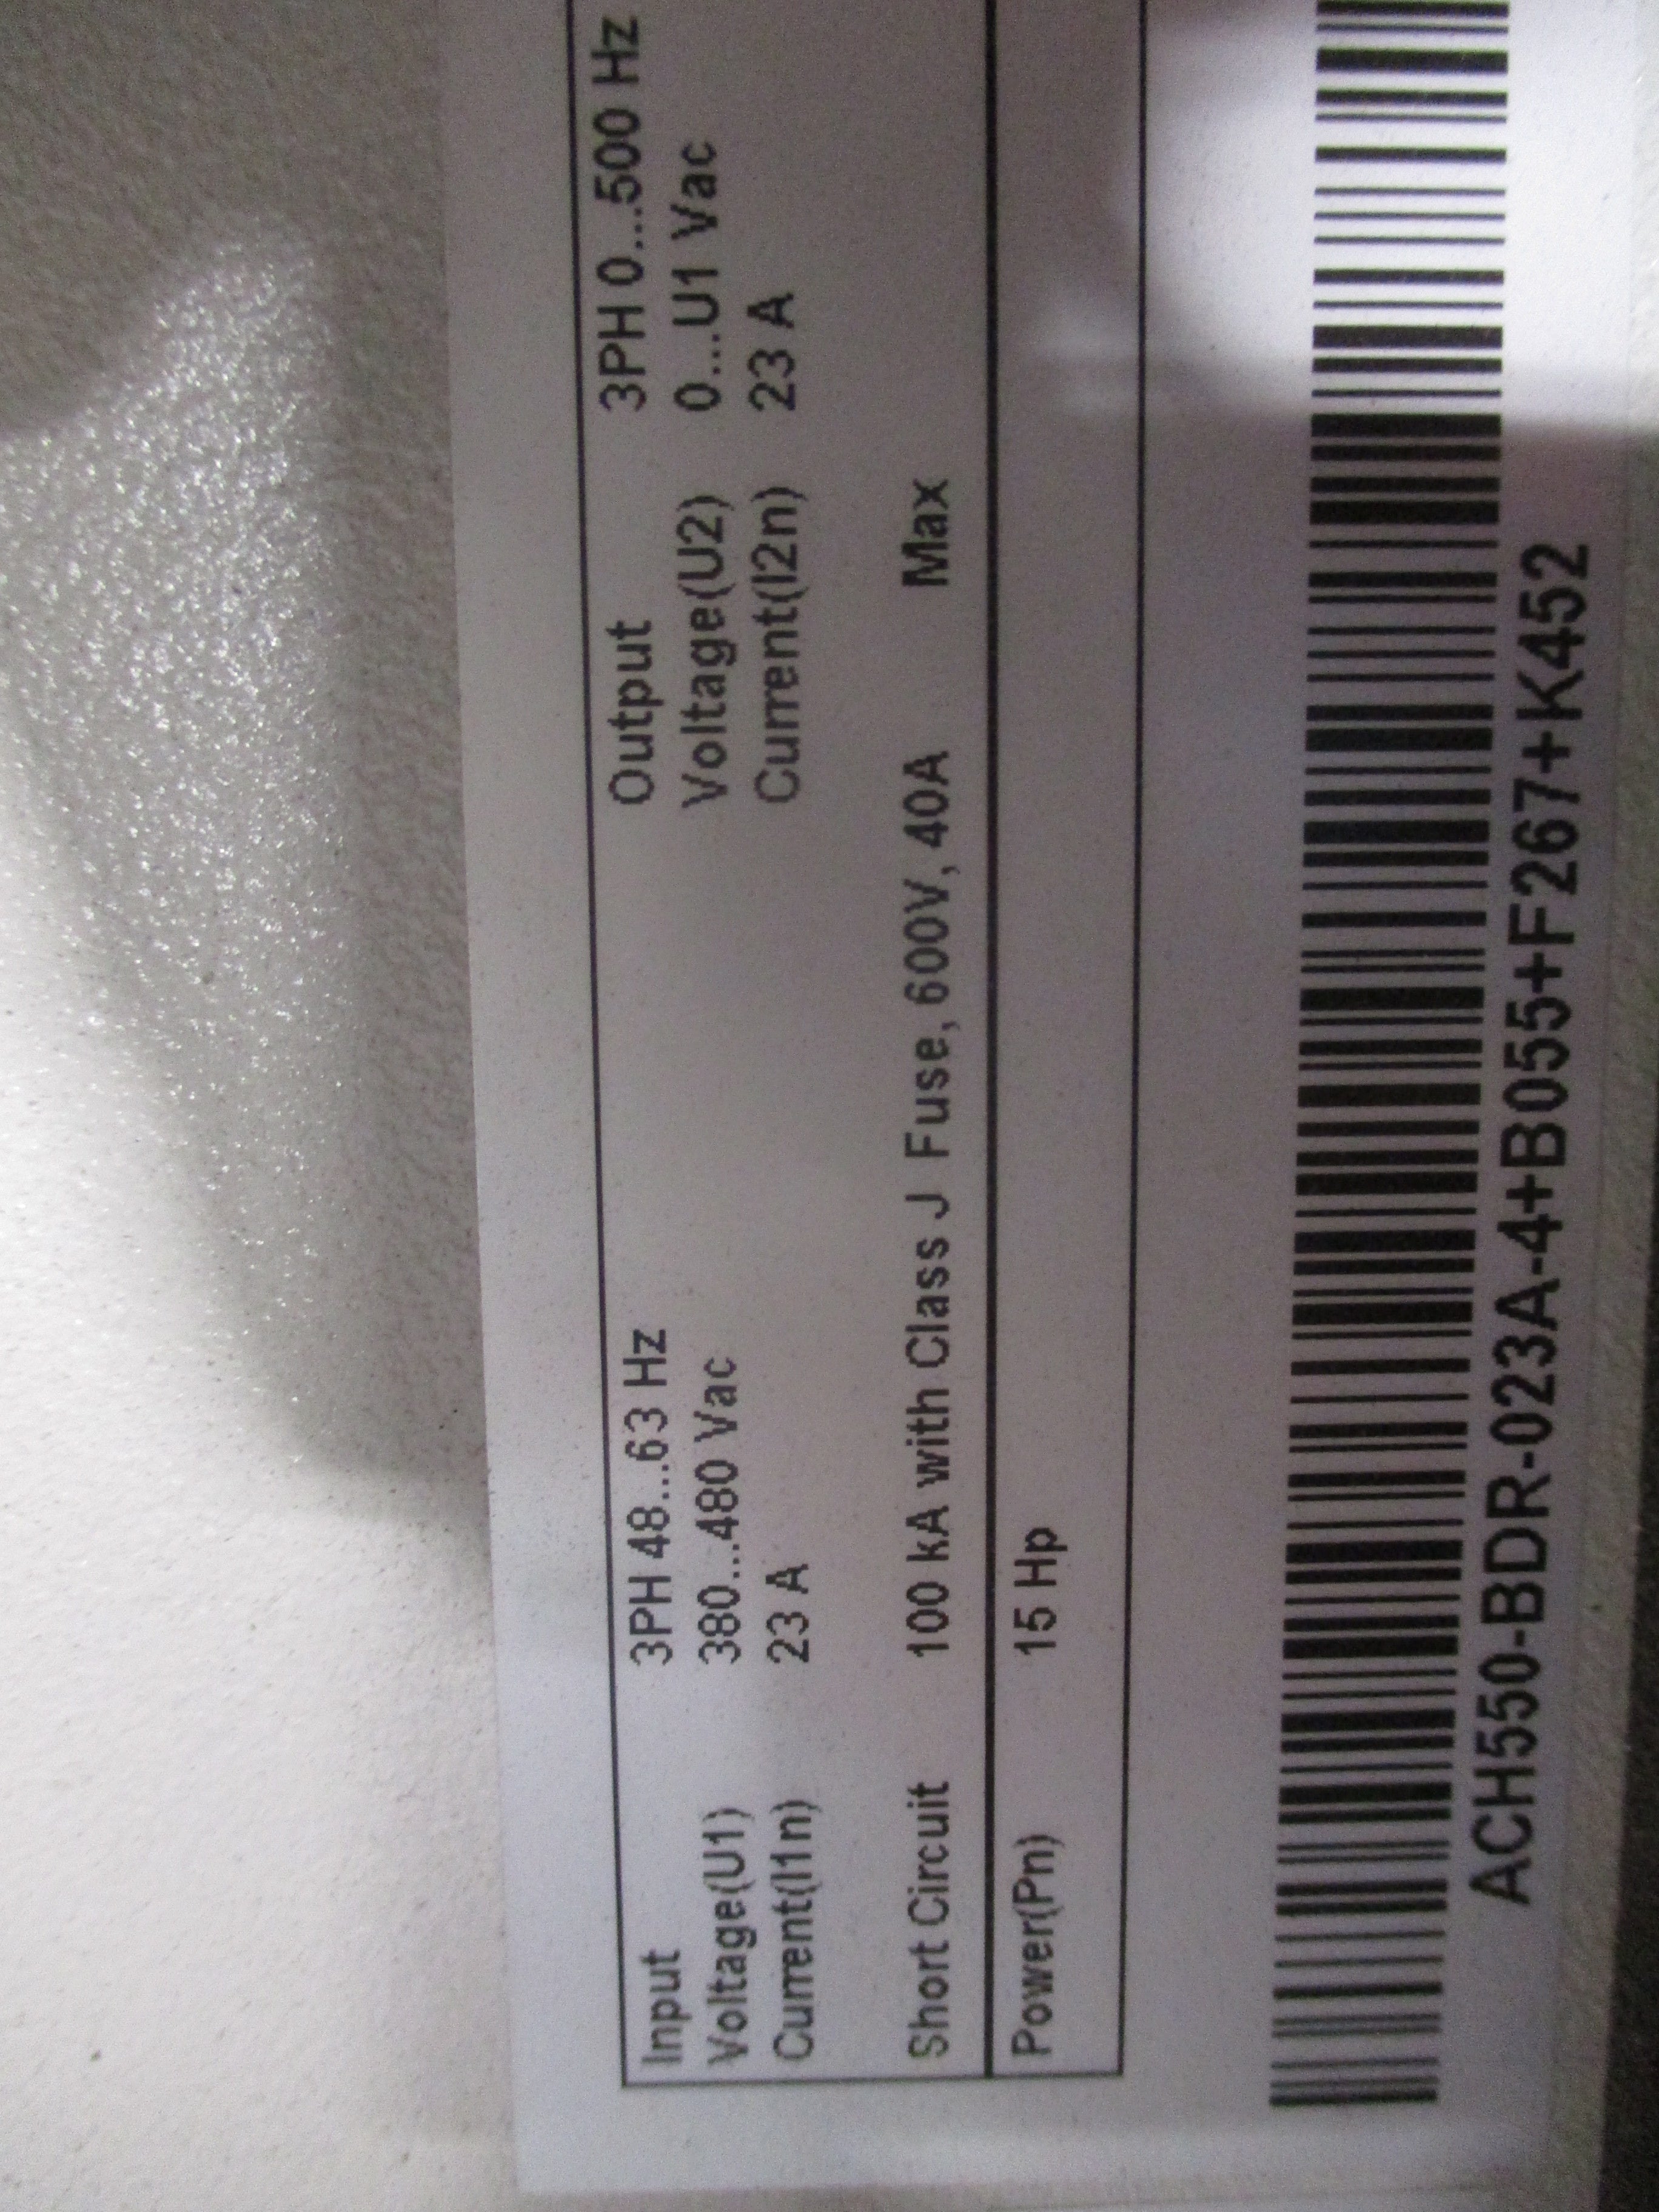 Input 3PH 48...63 Hz Output 3PH 0...500 Hz
Voltage(U1) 380...480 Vac Voltage(U2) 0...U1 Vac
Current(I1n) 23 A Current(I2n) 23 A
Short Circuit 100 kA with Class J Fuse, 600V, 40A Max
Power(Pn) 15 Hp
ACH550-BDR-023A-4+B055+F267+K452